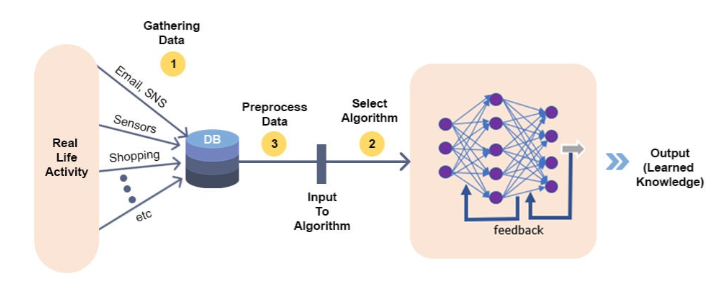 Gathering
Data
1
Email, SNS
Sensors
Shopping
etc
Real
Life
Activity
DB
Preprocess
Data
3
Input
To
Algorithm
Select
Algorithm
2
feedback
Output
(Learned
Knowledge)